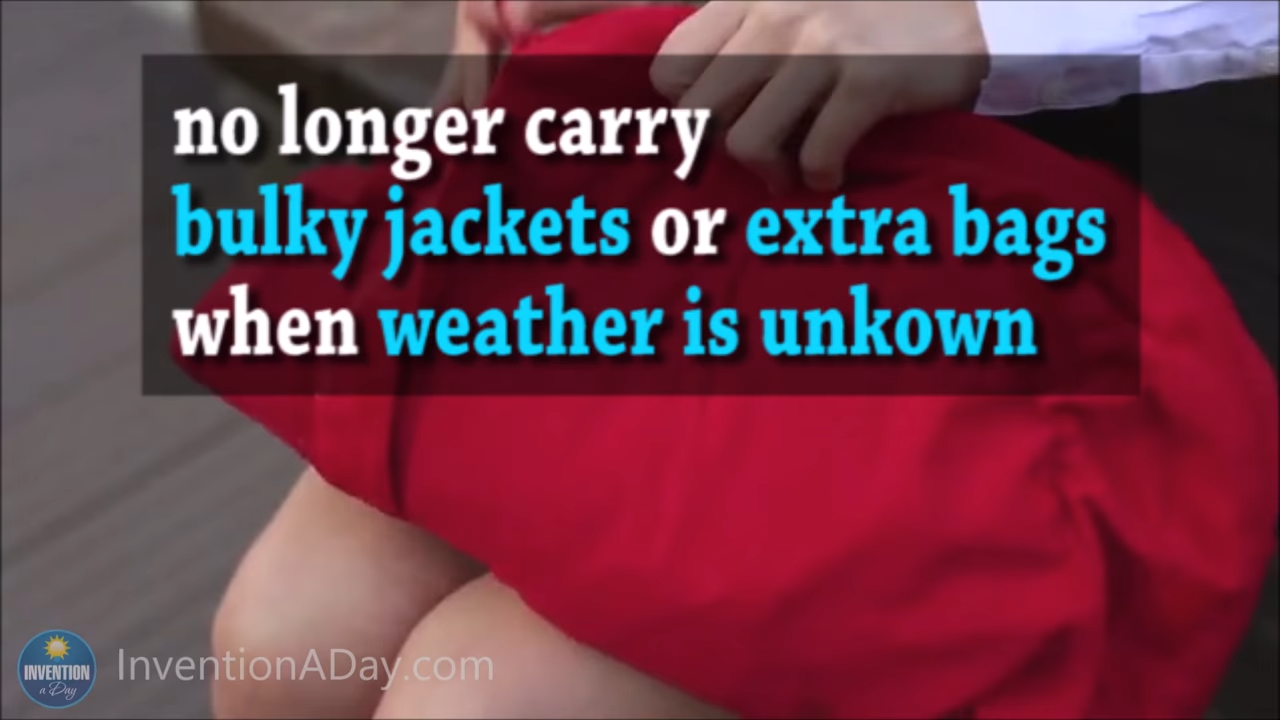 no longer carry
bulky jackets or extra bags
when weather is unkown
INVENTION
a Day
InventionADay.com